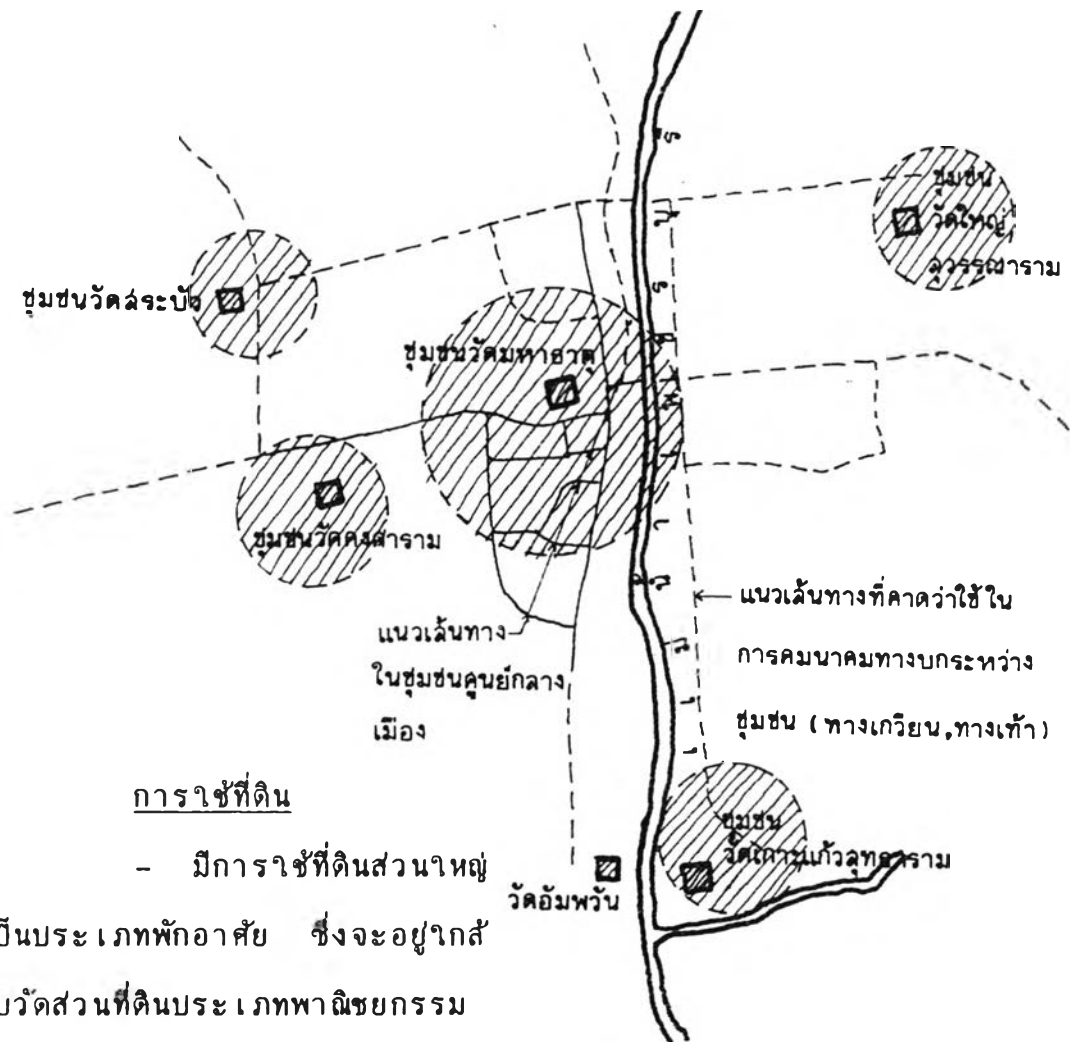 ชุมชน
วัดใหญ่
สุวรรณาราม
ชุมชนวัดสระบัว
ชุมชนวัดมหาธาตุ
ชุมชนวัดคงคาราม
แนวเส้นทาง
ในชุมชนศูนย์กลาง
เมือง
แนวเส้นทางที่คาดว่าใช้ใน
การคมนาคมทางบกระหว่าง
ชุมชน (ทางเกวียน,ทางเท้า)
ชุมชน
วัดเกาะแก้วสุทธาราม
วัดอัมพวัน
การใช้ที่ดิน
- มีการใช้ที่ดินส่วนใหญ่
ป็นประเภทพักอาศัย ซึ่งจะอยู่ใกล้
บวัดส่วนที่ดินประเภทพาณิชยกรรม